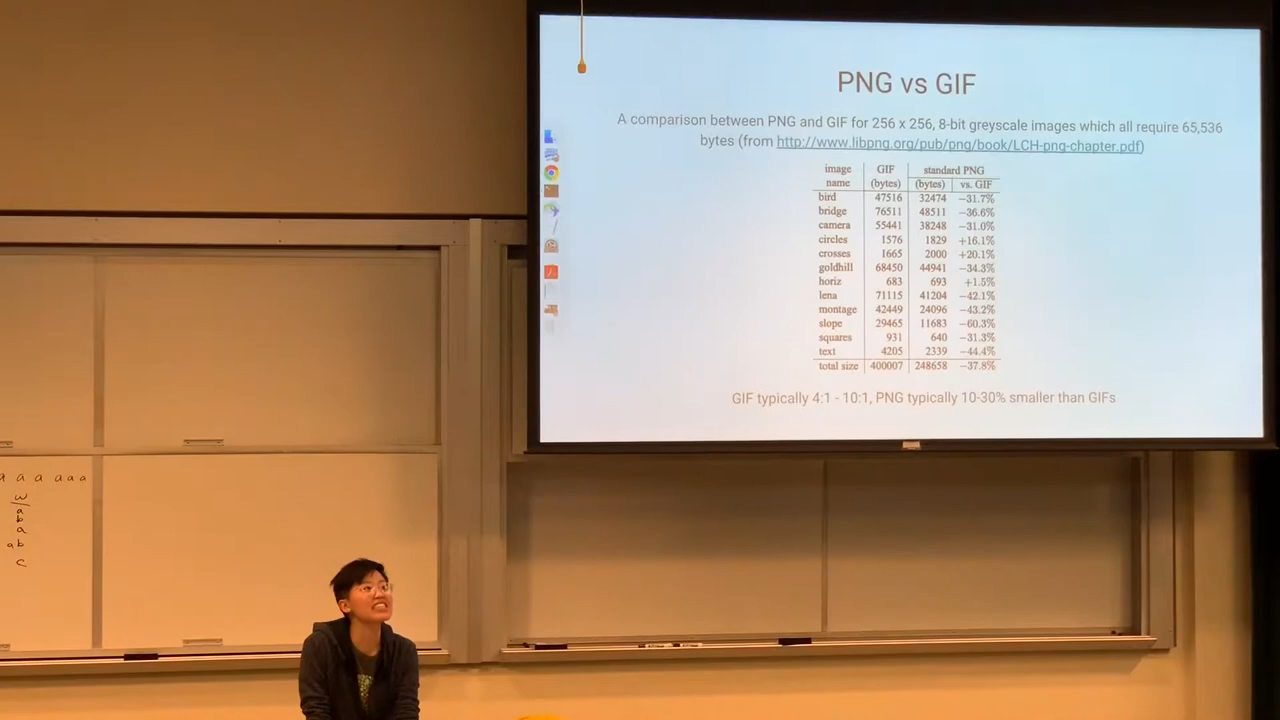 PNG vs GIF
A comparison between PNG and GIF for 256 x 256, 8-bit greyscale images which all require 65,536
bytes (from http://www.libpng.org/pub/png/book/LCH-png-chapter.pdf)
image GIF standard PNG
name (bytes) (bytes) vs. GIF
bird 47516 32474 −31.7%
bridge 76511 48511 −36.6%
camera 55441 38248 −31.0%
circles 1576 1829 +16.1%
crosses 1665 2000 +20.1%
goldhill 68450 44941 −34.3%
horiz 683 693 +1.5%
lena 71115 41204 −42.1%
montage 42449 24096 −43.2%
slope 29465 11683 −60.3%
squares 931 640 −31.3%
text 4205 2339 −44.4%
total size 400007 248658 −37.8%
GIF typically 4:1 - 10:1, PNG typically 10-30% smaller than GIFs
a a a a a a
w
a
b
a
ab
c